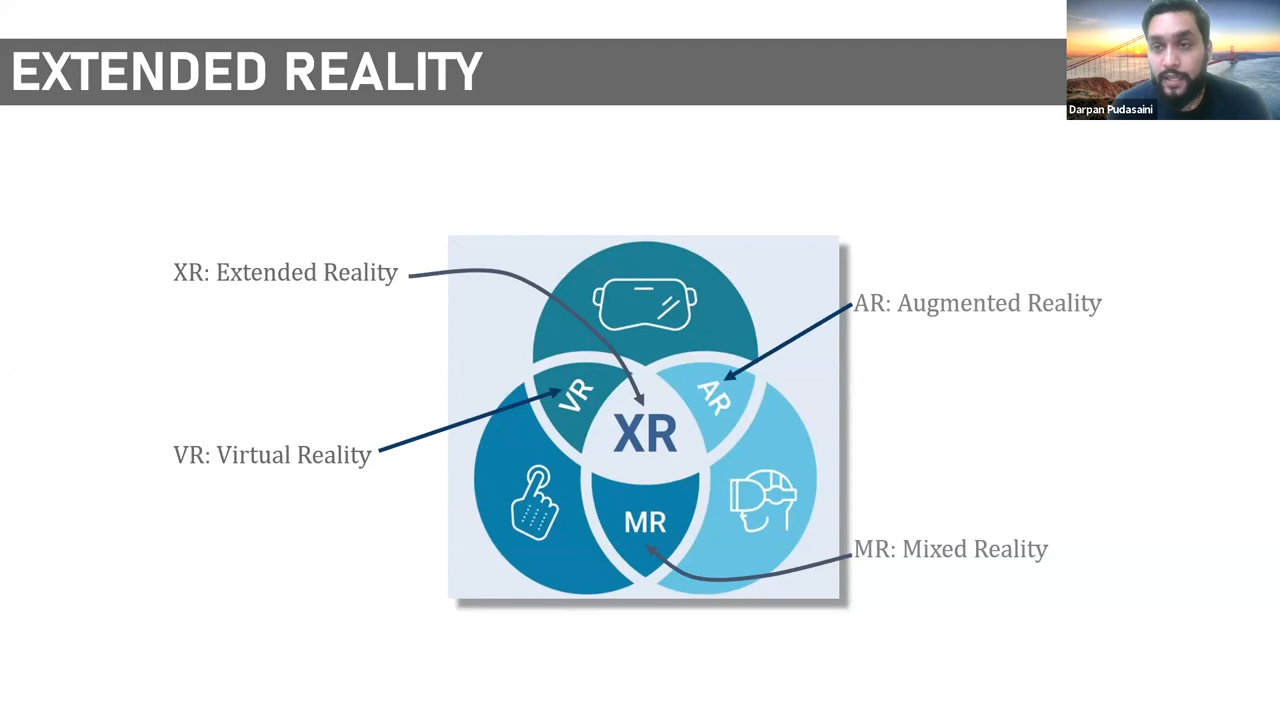 EXTENDED REALITY
Darpan Pudasaini
XR: Extended Reality
AR: Augmented Reality
VR
AR
XR
VR: Virtual Reality
MR
MR: Mixed Reality